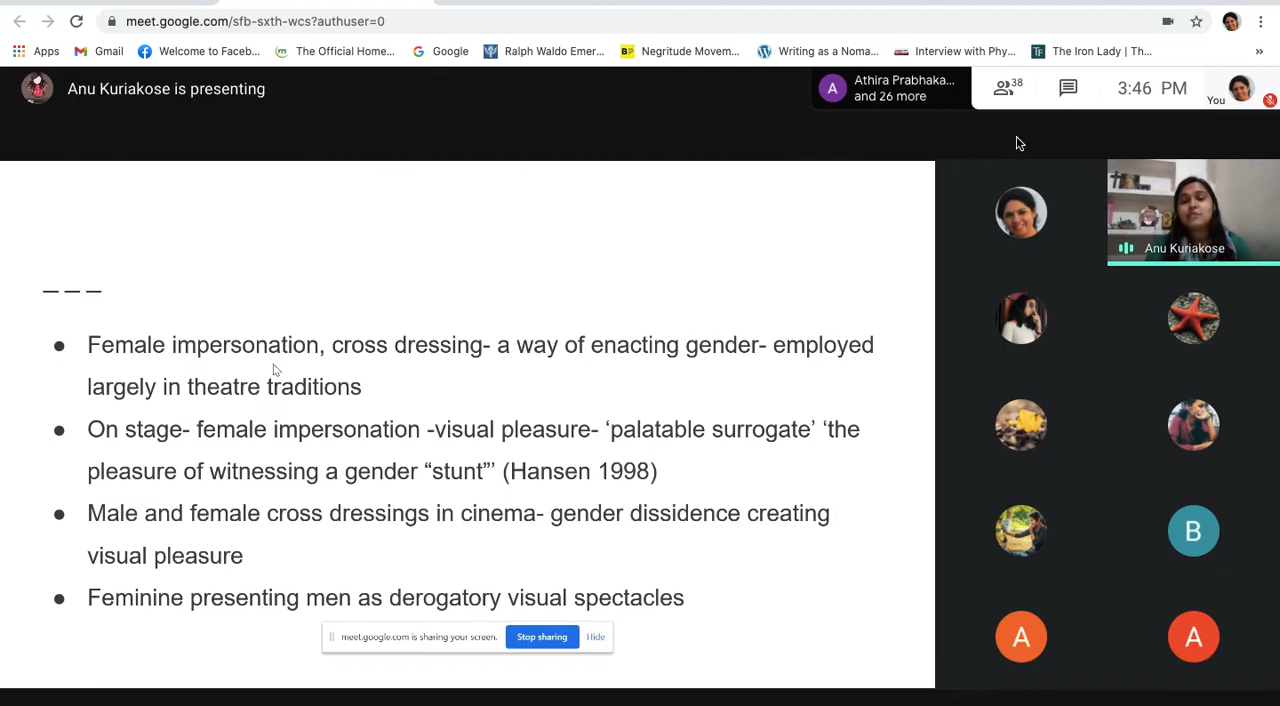 meet.google.com/sfb-sxth-wcs?authuser=0
Apps
Gmail
Welcome to Faceb...
YTS
The Official Home...
Google
Ralph Waldo Emer...
BP
Negritude Movem...
Writing as a Noma...
Interview with Phy...
TF
The Iron Lady | Th...
»
Anu Kuriakose is presenting
A
Athira Prabhaka...
and 26 more
38
3:46 PM
You
Anu Kuriakose
_ _ _
● Female impersonation, cross dressing- a way of enacting gender- employed
largely in theatre traditions
● On stage- female impersonation -visual pleasure- ‘palatable surrogate’ ‘the
pleasure of witnessing a gender “stunt”’ (Hansen 1998)
● Male and female cross dressings in cinema- gender dissidence creating
visual pleasure
● Feminine presenting men as derogatory visual spectacles
meet.google.com is sharing your screen.
Stop sharing
Hide
B
A
A